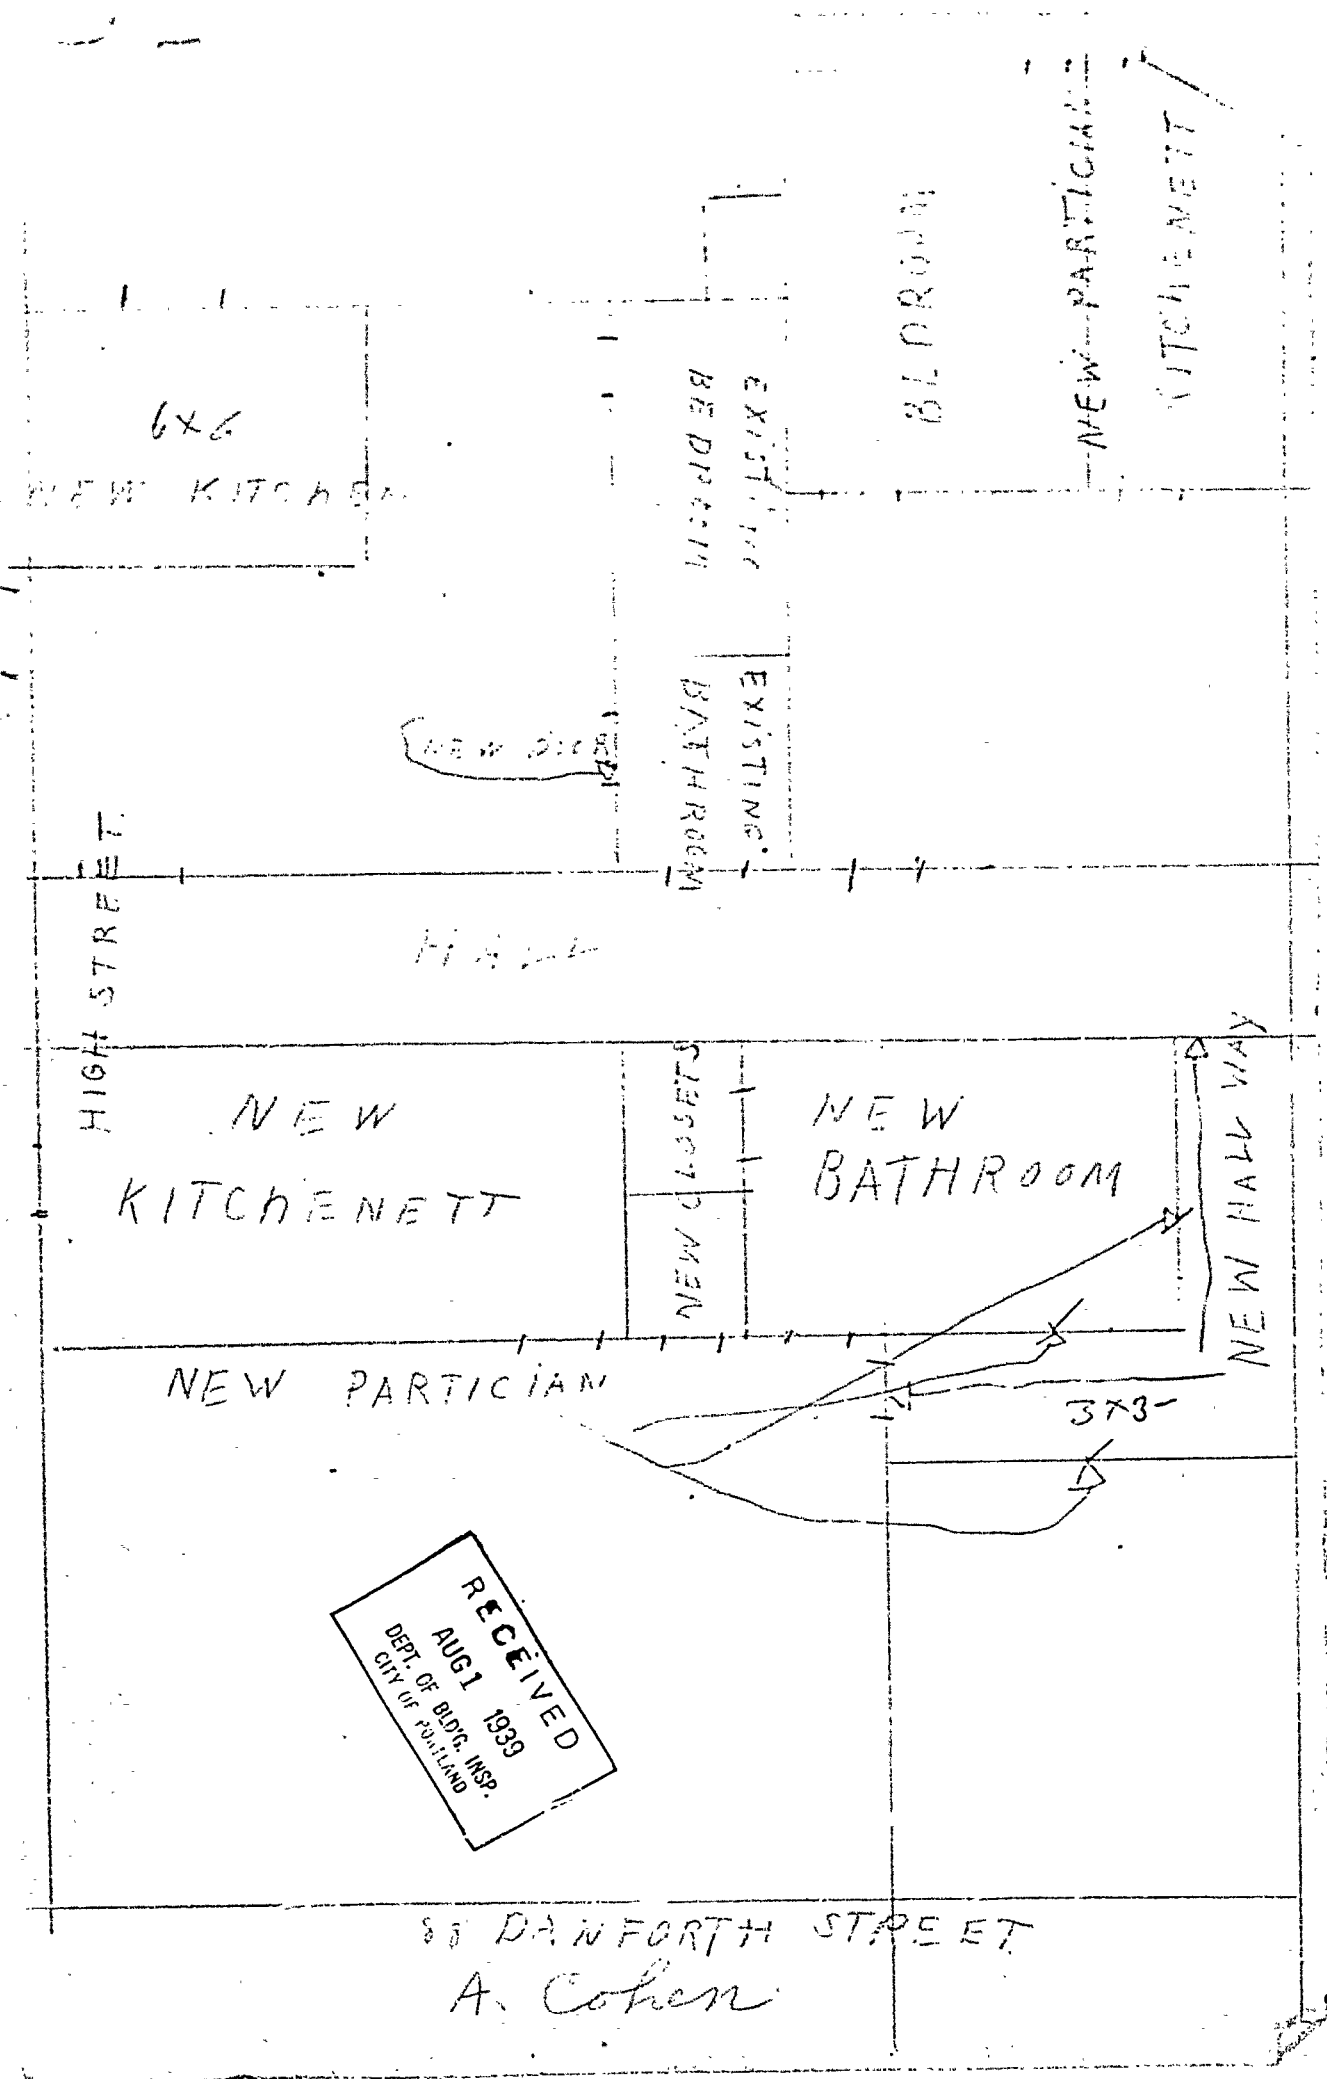 NEW PARTICIAN
KITCHENETT
BEDROOM
6x6
NEW KITCHEN
EXISTING
BEDROOM
EXISTING
BATHROOM
NEW DOOR
HIGH STREET.
HALL
NEW
KITCHENETT
NEW CLOSETS
NEW
BATHROOM
NEW HALL WAY
NEW PARTICIAN
3x3
RECEIVED
AUG 1 1939
DEPT. OF BLD'G. INSP.
CITY OF PORTLAND
88 DANFORTH STREET
A. Cohen